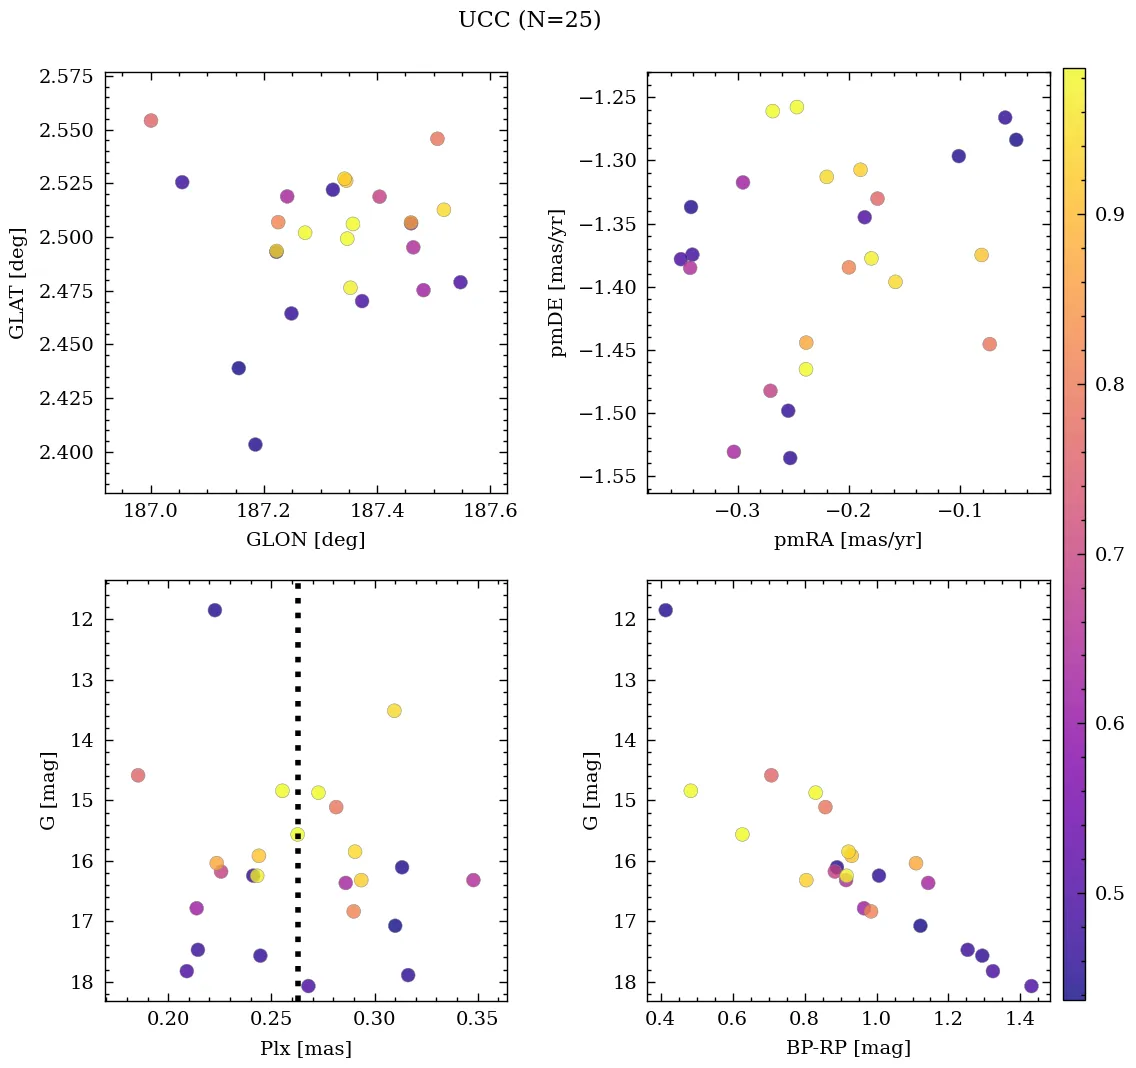 UCC (N=25)
2.575
2.550
2.525
2.500
2.475
2.450
2.425
2.400
GLAT [deg]
187.0 187.2 187.4 187.6
GLON [deg]
−1.25
−1.30
−1.35
−1.40
−1.45
−1.50
−1.55
pmDE [mas/yr]
−0.3 −0.2 −0.1
pmRA [mas/yr]
0.9
0.8
0.7
0.6
0.5
12
13
14
15
16
17
18
G [mag]
0.20 0.25 0.30 0.35
Plx [mas]
12
13
14
15
16
17
18
G [mag]
0.4 0.6 0.8 1.0 1.2 1.4
BP-RP [mag]